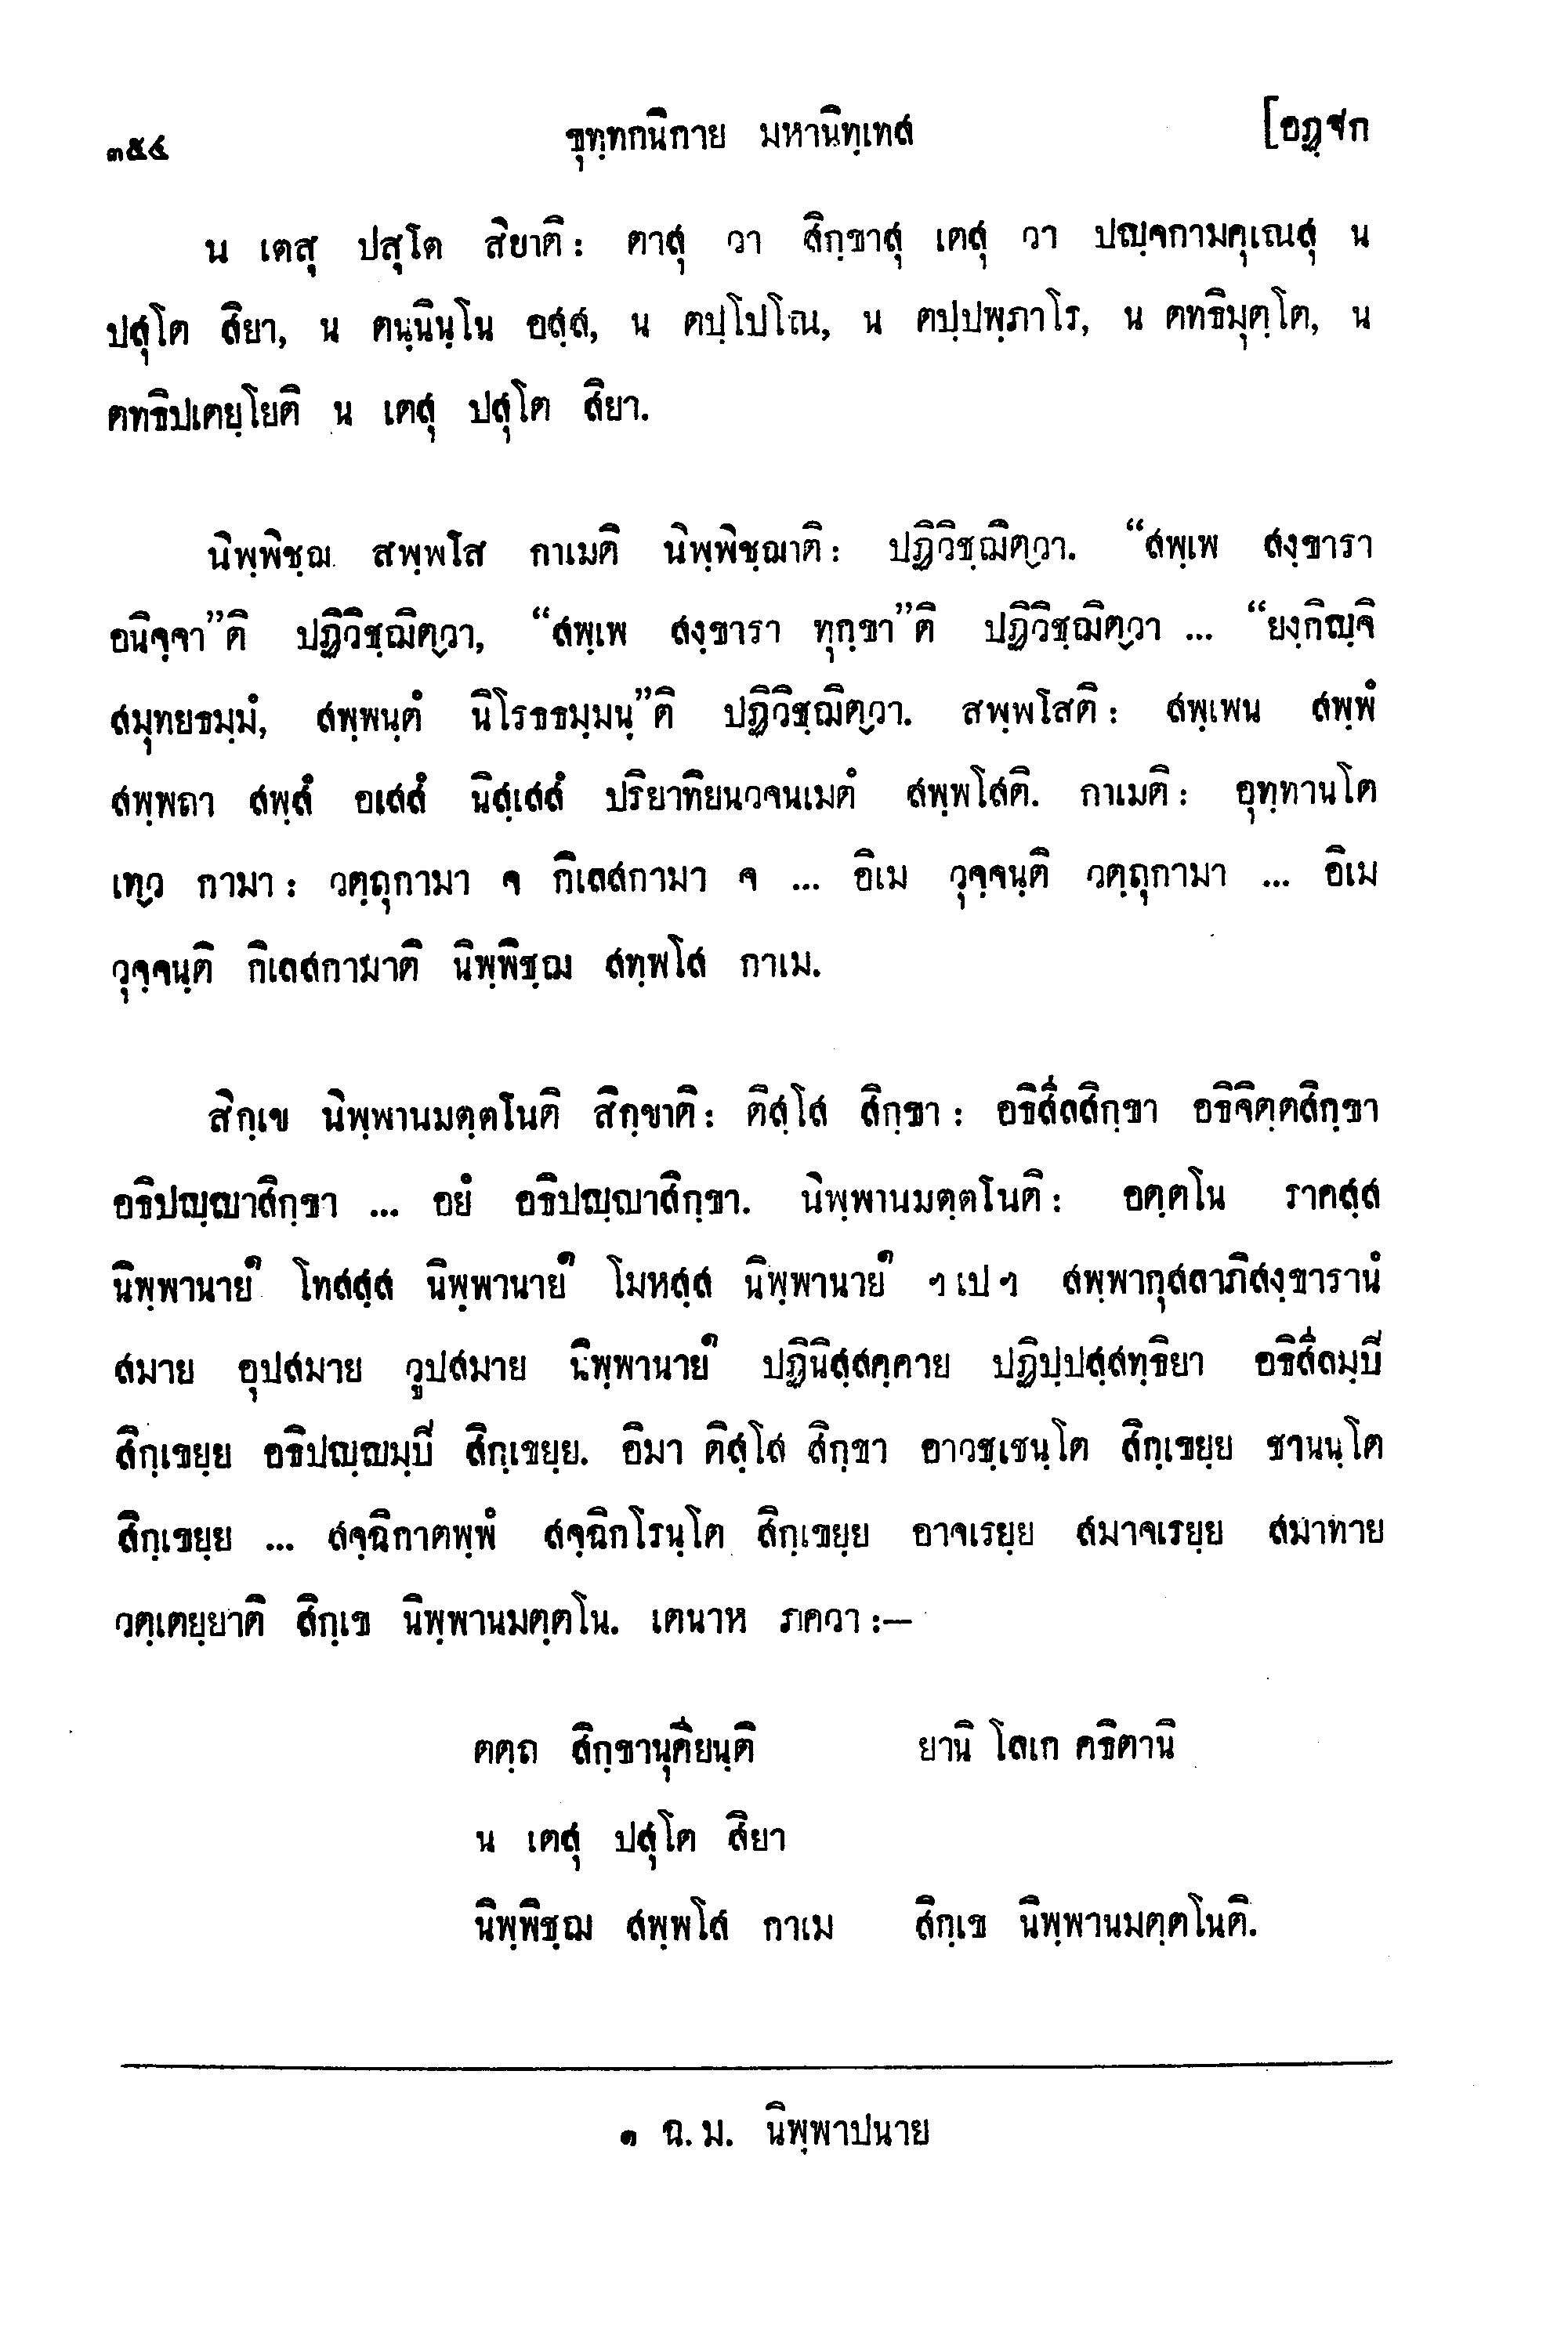 ๓๕๔ ขุทฺทกนิกาย มหานิทฺเทส [อฏฺฐก
น เตสุ ปสุโต สิยาติ: ตาสุ วา สิกฺขาสุ เตสุ วา ปญฺจกามคุเณสุ น
ปสุโต สิยา, น ตนฺนินฺโน อสฺส, น ตปฺโปโณ, น ตปฺปพฺภาโร, น ตทธิมุตฺโต, น
ตทธิปเตยฺโยติ น เตสุ ปสุโต สิยา.
นิพฺพิชฺฌ สพฺพโส กาเมติ นิพฺพิชฺฌาติ: ปฏิวิชฺฌิตฺวา. “สพฺเพ สงฺขารา
อนิจฺจา”ติ ปฏิวิชฺฌิตฺวา, “สพฺเพ สงฺขารา ทุกฺขา”ติ ปฏิวิชฺฌิตฺวา ... “ยงฺกิญฺจิ
สมุทยธมฺมํ, สพฺพนฺตํ นิโรธธมฺมนฺ”ติ ปฏิวิชฺฌิตฺวา. สพฺพโสติ: สพฺเพน สพฺพํ
สพฺพถา สพฺสํ อเสสํ นิสฺเสสํ ปริยาทิยนวจนเมตํ สพฺพโสติ. กาเมติ: อุทฺทานโต
เทฺว กามา: วตฺถุกามา จ กิเลสกามา จ ... อิเม วุจฺจนฺติ วตฺถุกามา ... อิเม
วุจฺจนฺติ กิเลสกามาติ นิพฺพิชฺฌ สทฺพโส กาเม.
สิกฺเข นิพฺพานมตฺตโนติ สิกฺขาติ: ติสฺโส สิกฺขา: อธิสีลสิกฺขา อธิจิตฺตสิกฺขา
อธิปญฺญาสิกฺขา ... อยํ อธิปญฺญาสิกฺขา. นิพฺพานมตฺตโนติ: อตฺตโน ราคสฺส
นิพฺพานาย๑ โทสสฺส นิพฺพานาย๑ โมหสฺส นิพฺพานาย๑ ฯเปฯ สพฺพากุสลาภิสงฺขารานํ
สมาย อุปสมาย วูปสมาย นิพฺพานาย๑ ปฏินิสฺสคฺคาย ปฏิปฺปสฺสทฺธิยา อธิสีลมฺปิ
สิกฺเขยฺย อธิปญฺญมฺปิ สิกฺเขยฺย. อิมา ติสฺโส สิกฺขา อาวชฺเชนฺโต สิกฺเขยฺย ชานนฺโต
สิกฺเขยฺย ... สจฺฉิกาตพฺพํ สจฺฉิกโรนฺโต สิกฺเขยฺย อาจเรยฺย สมาจเรยฺย สมาทาย
วตฺเตยฺยาติ สิกฺเข นิพฺพานมตฺตโน. เตนาห ภควา:—
ตตฺถ สิกฺขานุคียนฺติ ยานิ โลเก คธิตานิ
น เตสุ ปสุโต สิยา
นิพฺพิชฺฌ สพฺพโส กาเม สิกฺเข นิพฺพานมตฺตโนติ.
๑ ฉ.ม. นิพฺพาปนาย